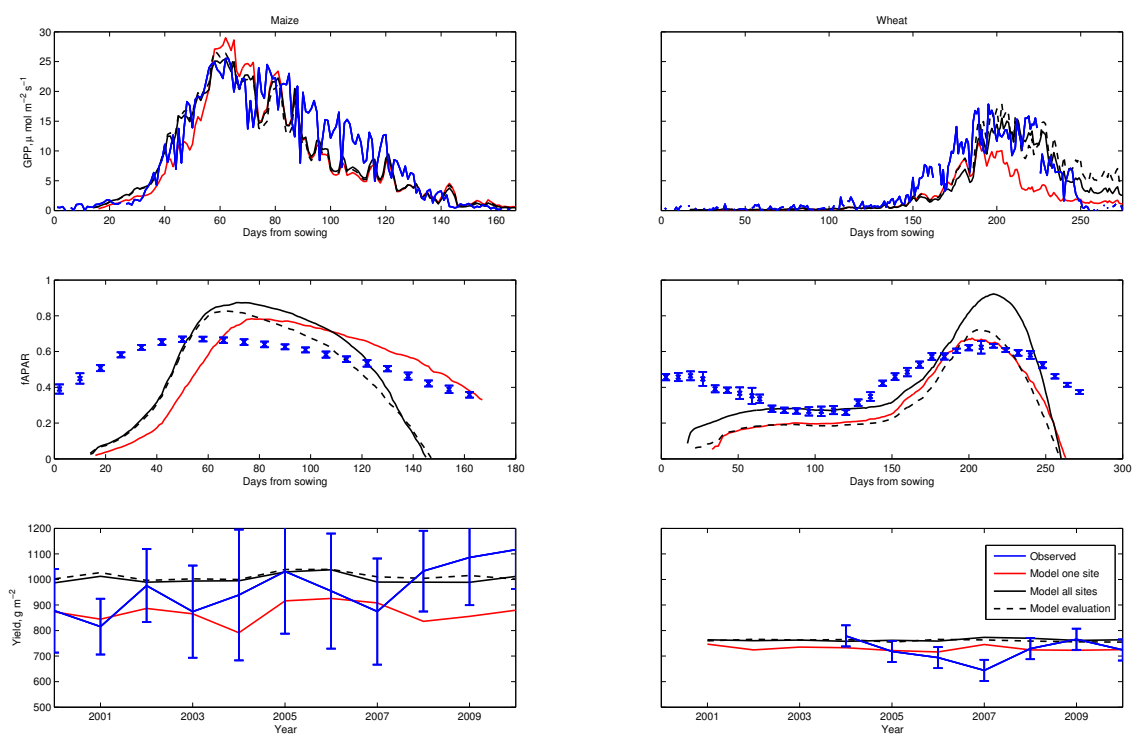 Maize
Wheat
30
25
20
15
10
5
0
GPP, μ mol m⁻² s⁻¹
0 20 40 60 80 100 120 140 160
Days from sowing
0 50 100 150 200 250
Days from sowing
1
0.8
0.6
0.4
0.2
0
fAPAR
0 20 40 60 80 100 120 140 160 180
Days from sowing
0 50 100 150 200 250 300
Days from sowing
1200
1100
1000
900
800
700
600
500
Yield, g m⁻²
2001 2003 2005 2007 2009
Year
Observed
Model one site
Model all sites
Model evaluation
2001 2003 2005 2007 2009
Year